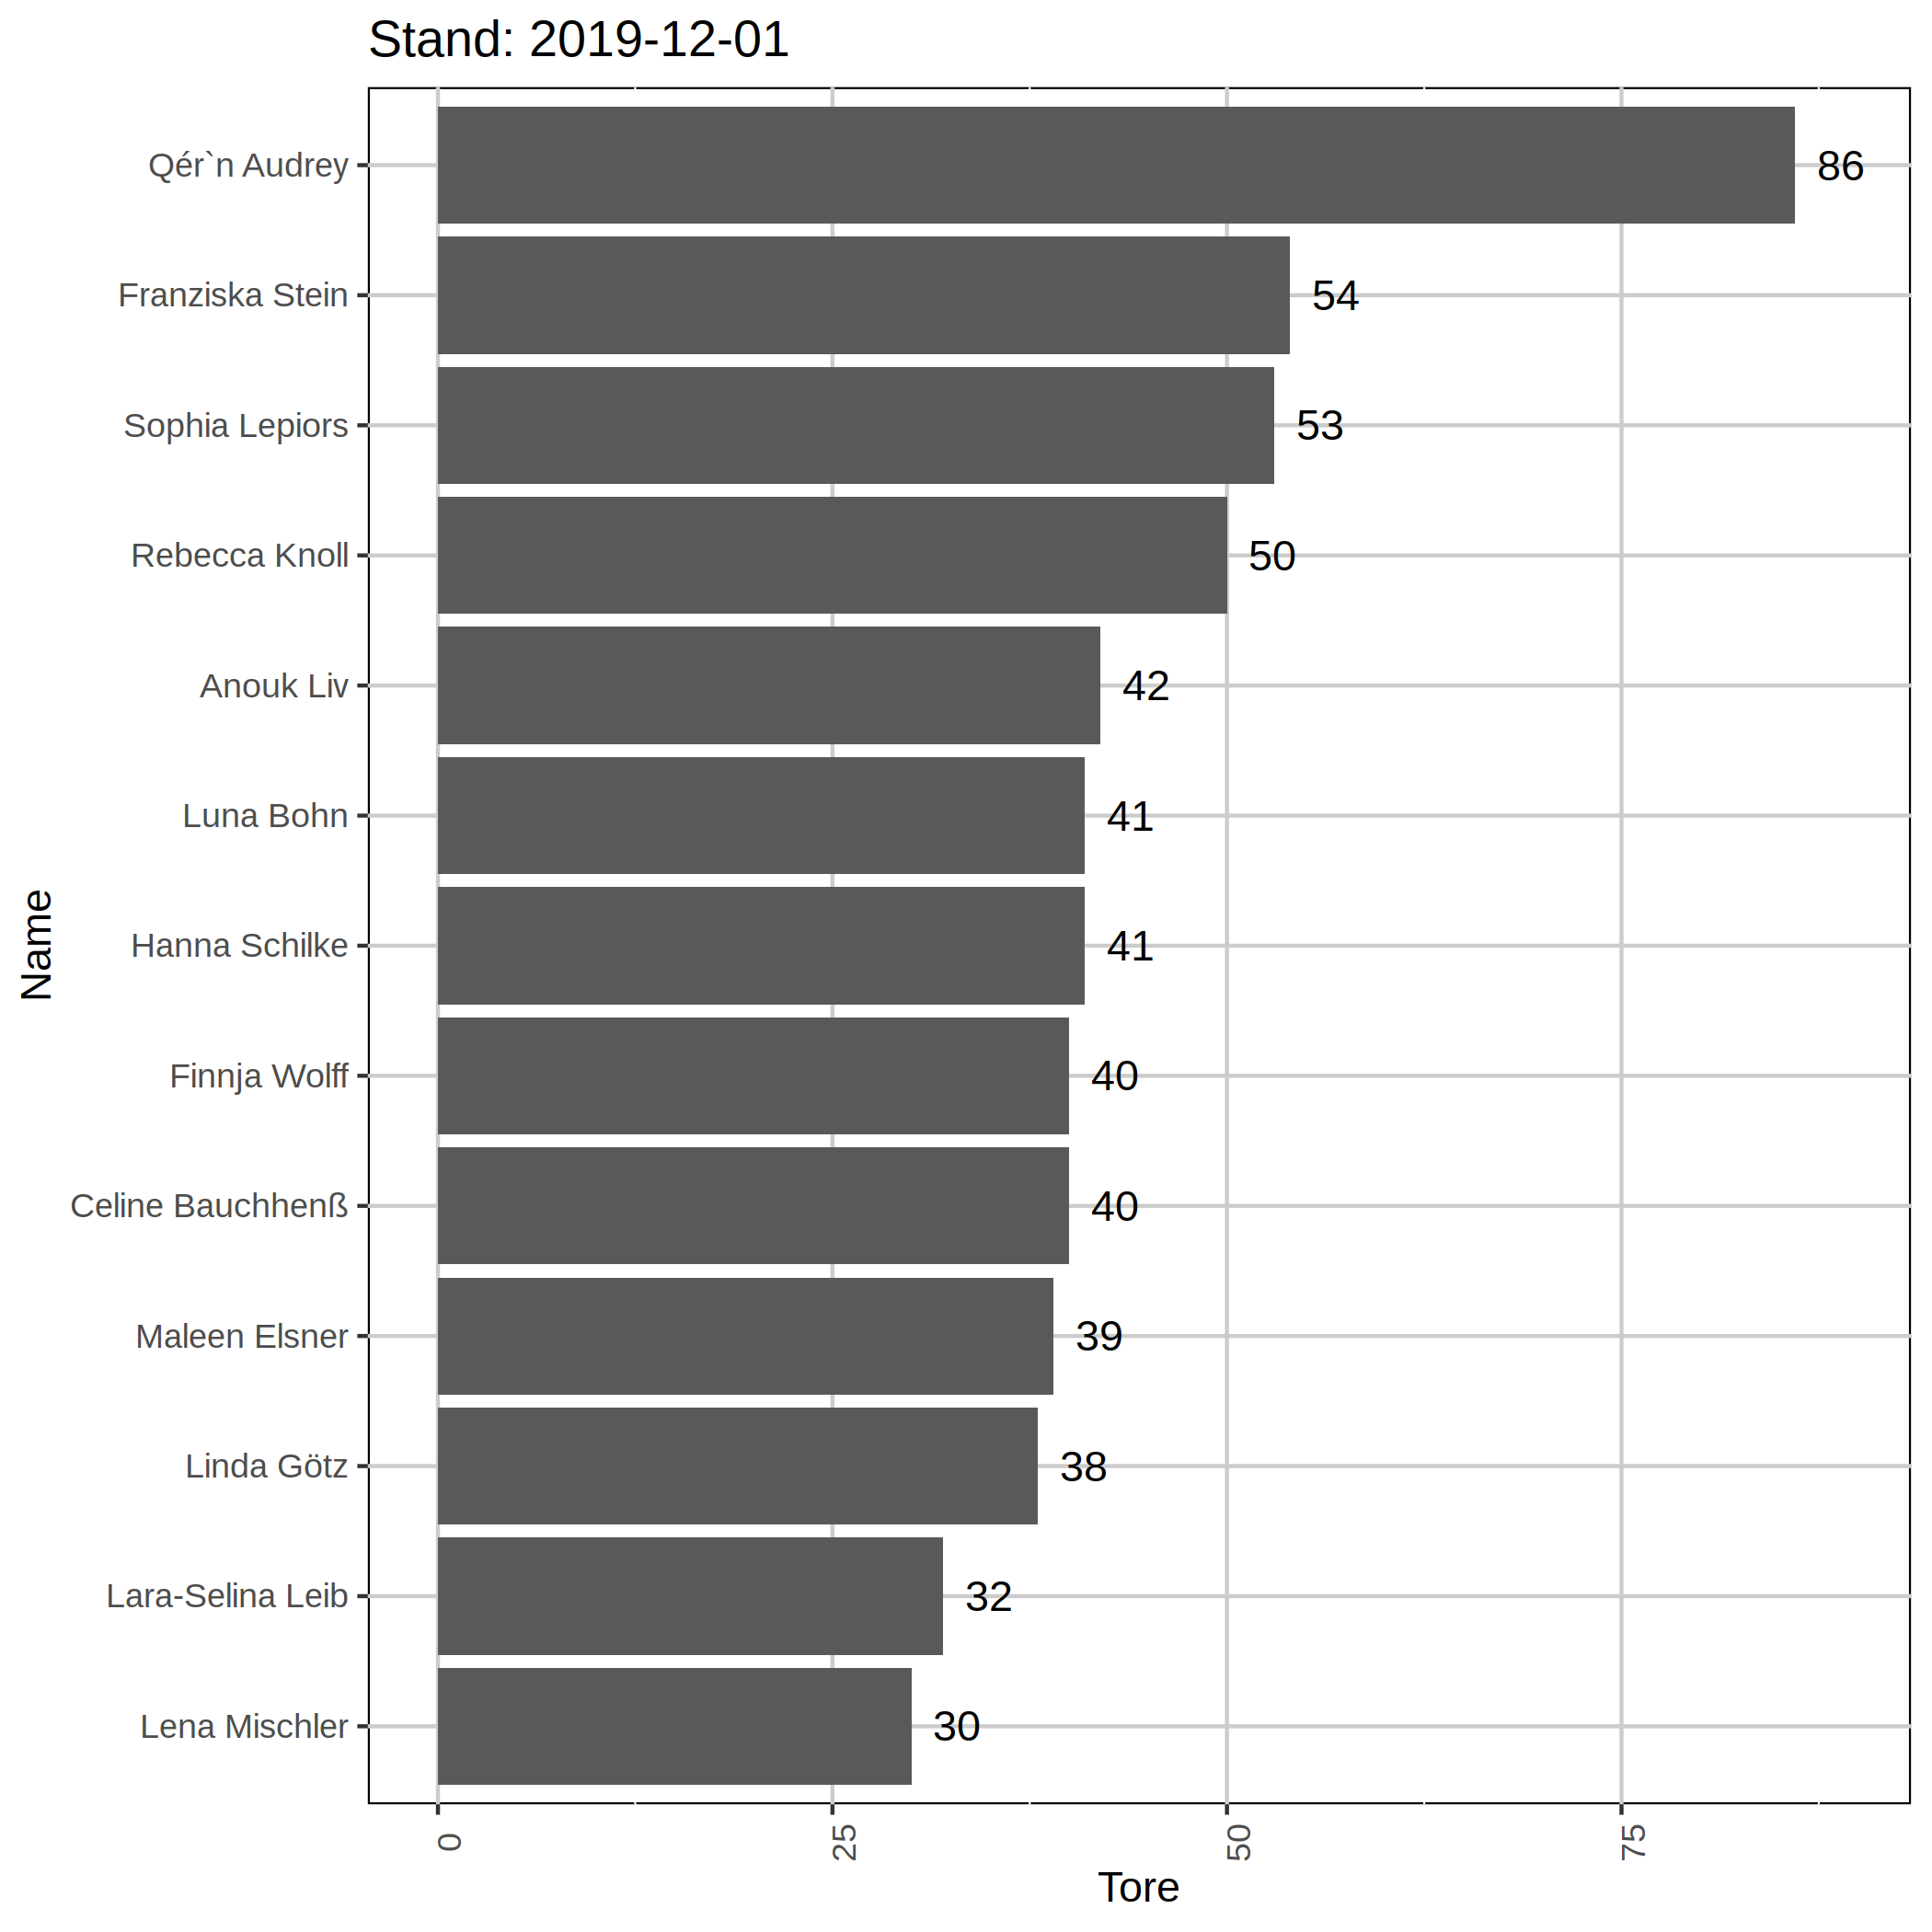 Stand: 2019-12-01
Qér`n Audrey 86
Franziska Stein 54
Sophia Lepiors 53
Rebecca Knoll 50
Anouk Liv 42
Luna Bohn 41
Hanna Schilke 41
Finnja Wolff 40
Celine Bauchhenß 40
Maleen Elsner 39
Linda Götz 38
Lara-Selina Leib 32
Lena Mischler 30
Name
0 25 50 75
Tore